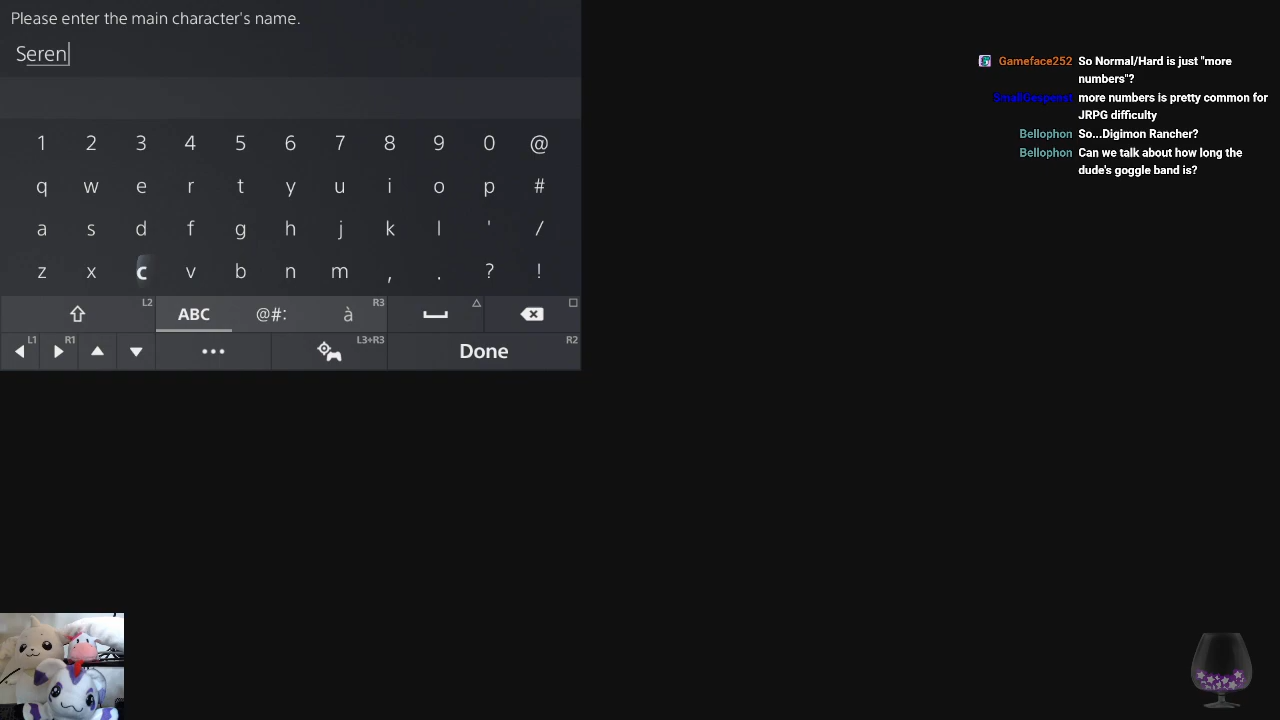 Please enter the main character's name.
Seren
1 2 3 4 5 6 7 8 9 0 @
q w e r t y u i o p #
a s d f g h j k l ' /
z x c v b n m , . ? !
L2 ABC @#: à R3
L1 R1 ... L3+R3 Done R2
Gameface252 So Normal/Hard is just "more
numbers"?
SmallGespenst more numbers is pretty common for
JRPG difficulty
Bellophon So...Digimon Rancher?
Bellophon Can we talk about how long the
dude's goggle band is?